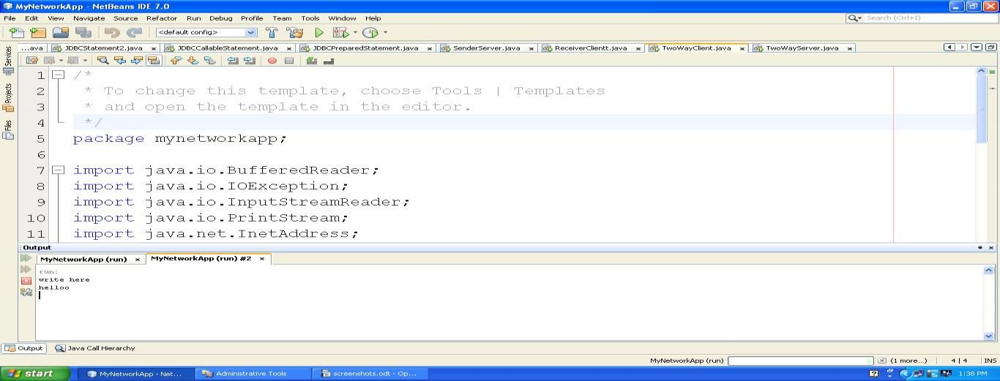 MyNetworkApp - NetBeans IDE 7.0
File Edit View Navigate Source Refactor Run Debug Profile Team Tools Window Help
Search (Ctrl+I)
<default config>
...ava JDBCStatement2.java JDBCCallableStatement.java JDBCPreparedStatement.java SenderServer.java ReceiverClientt.java TwoWayClient.java TwoWayServer.java
Services
Projects
Files
1 /*
2 * To change this template, choose Tools | Templates
3 * and open the template in the editor.
4 */
5 package mynetworkapp;
6
7 import java.io.BufferedReader;
8 import java.io.IOException;
9 import java.io.InputStreamReader;
10 import java.io.PrintStream;
11 import java.net.InetAddress;
Output
MyNetworkApp (run) MyNetworkApp (run) #2
run:
write here
helloo
Output Java Call Hierarchy
MyNetworkApp (run) (1 more...) 4 | 4 INS
start MyNetworkApp - Net... Administrative Tools screenshots.odt - Op... 1:38 PM